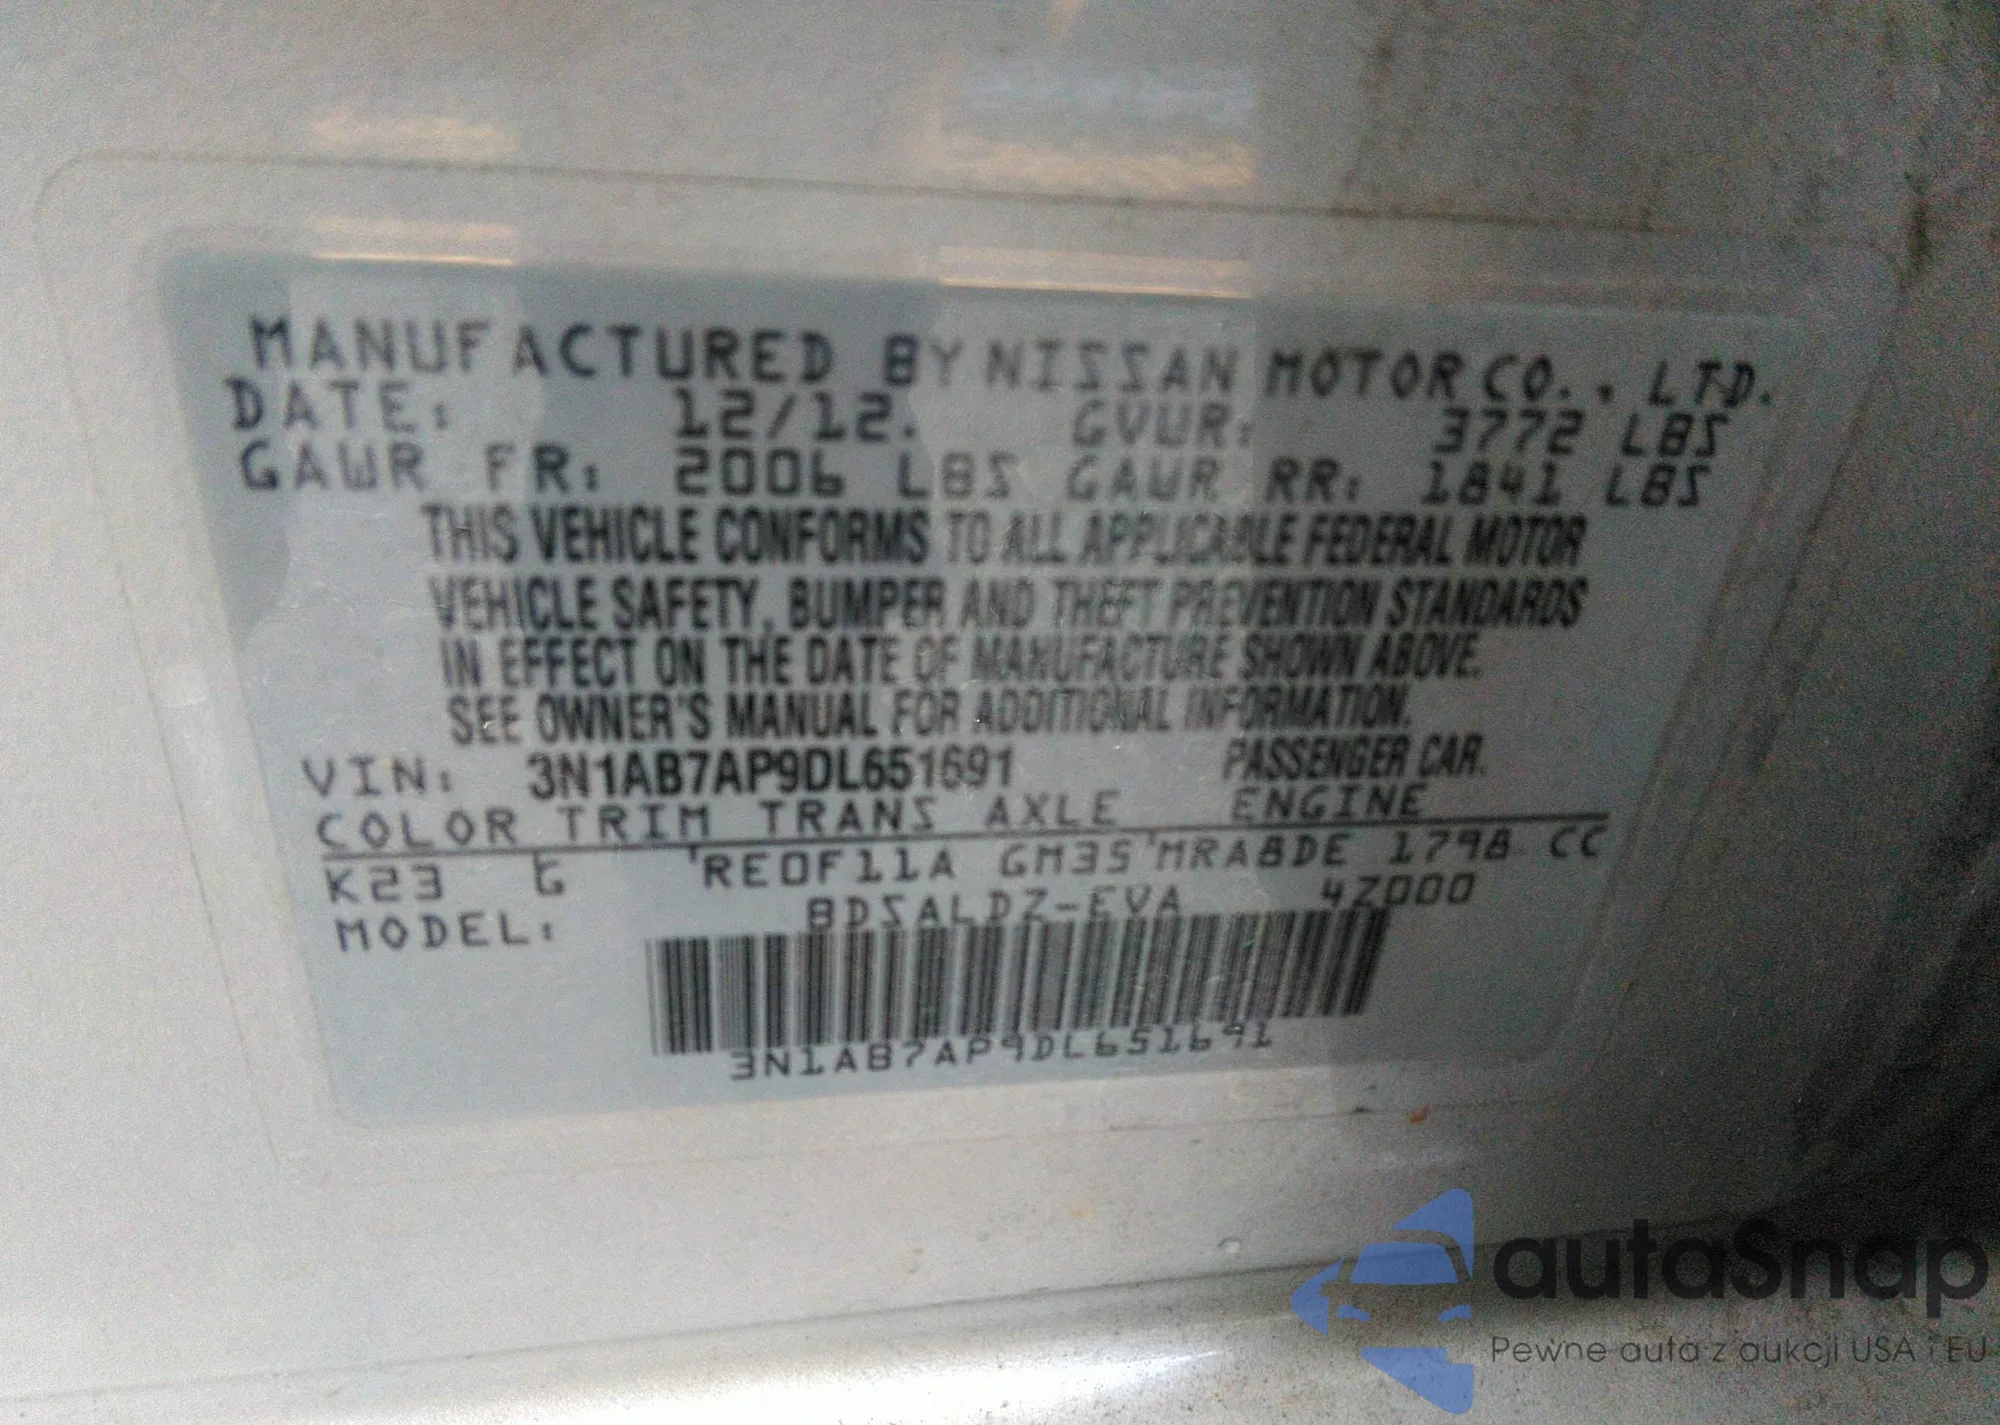 MANUFACTURED BY NISSAN MOTOR CO., LTD.
DATE: 12/12. GVWR: 3772 LBS
GAWR FR: 2006 LBS GAWR RR: 1841 LBS
THIS VEHICLE CONFORMS TO ALL APPLICABLE FEDERAL MOTOR
VEHICLE SAFETY, BUMPER AND THEFT PREVENTION STANDARDS
IN EFFECT ON THE DATE OF MANUFACTURE SHOWN ABOVE.
SEE OWNER'S MANUAL FOR ADDITIONAL INFORMATION.
VIN: 3N1AB7AP9DL651691 PASSENGER CAR.
COLOR TRIM TRANS AXLE ENGINE
K23 G RE0F11A GM35 MRA8DE 1798 CC
MODEL: BDSALDZ-EVA 4Z000
3N1AB7AP9DL651691
autaSnap
Pewne auta z aukcji USA i EU